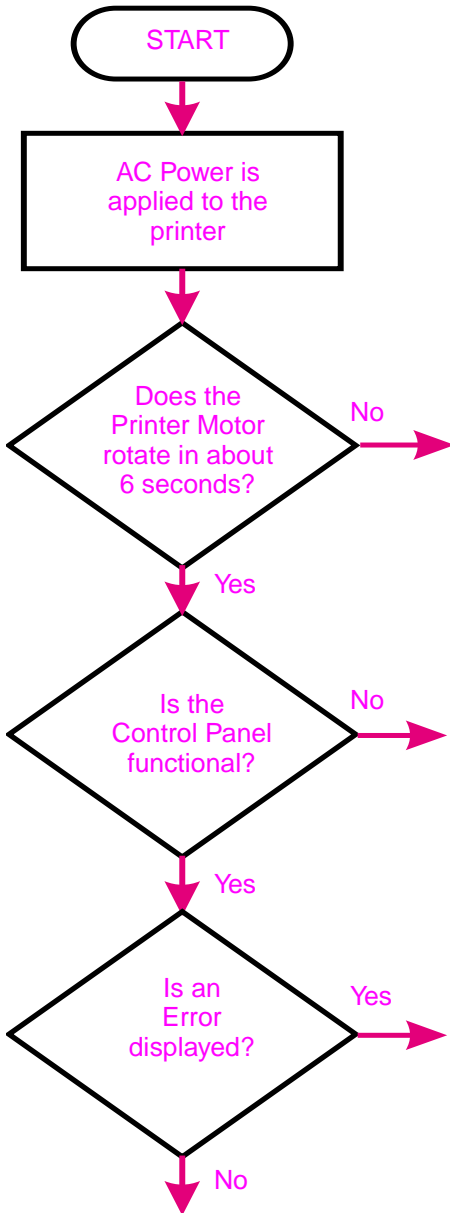 START
AC Power is
applied to the
printer
Does the
Printer Motor
rotate in about
6 seconds?
No
Yes
Is the
Control Panel
functional?
No
Yes
Is an
Error
displayed?
Yes
No